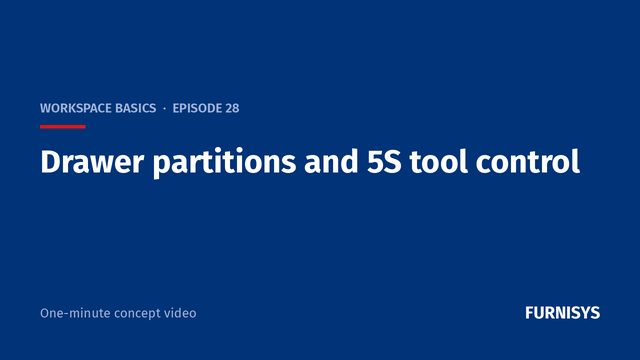 WORKSPACE BASICS · EPISODE 28
Drawer partitions and 5S tool control
One-minute concept video
FURNISYS